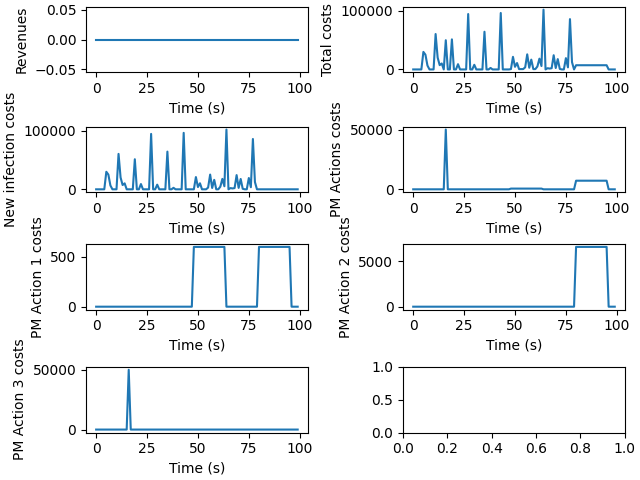 Revenues
0.05
0.00
−0.05
0 25 50 75 100
Time (s)
Total costs
100000
0
0 25 50 75 100
Time (s)
New infection costs
100000
0
0 25 50 75 100
Time (s)
PM Actions costs
50000
0
0 25 50 75 100
Time (s)
PM Action 1 costs
500
0
0 25 50 75 100
Time (s)
PM Action 2 costs
5000
0
0 25 50 75 100
Time (s)
PM Action 3 costs
50000
0
0 25 50 75 100
Time (s)
1.0
0.5
0.0
0.0 0.2 0.4 0.6 0.8 1.0